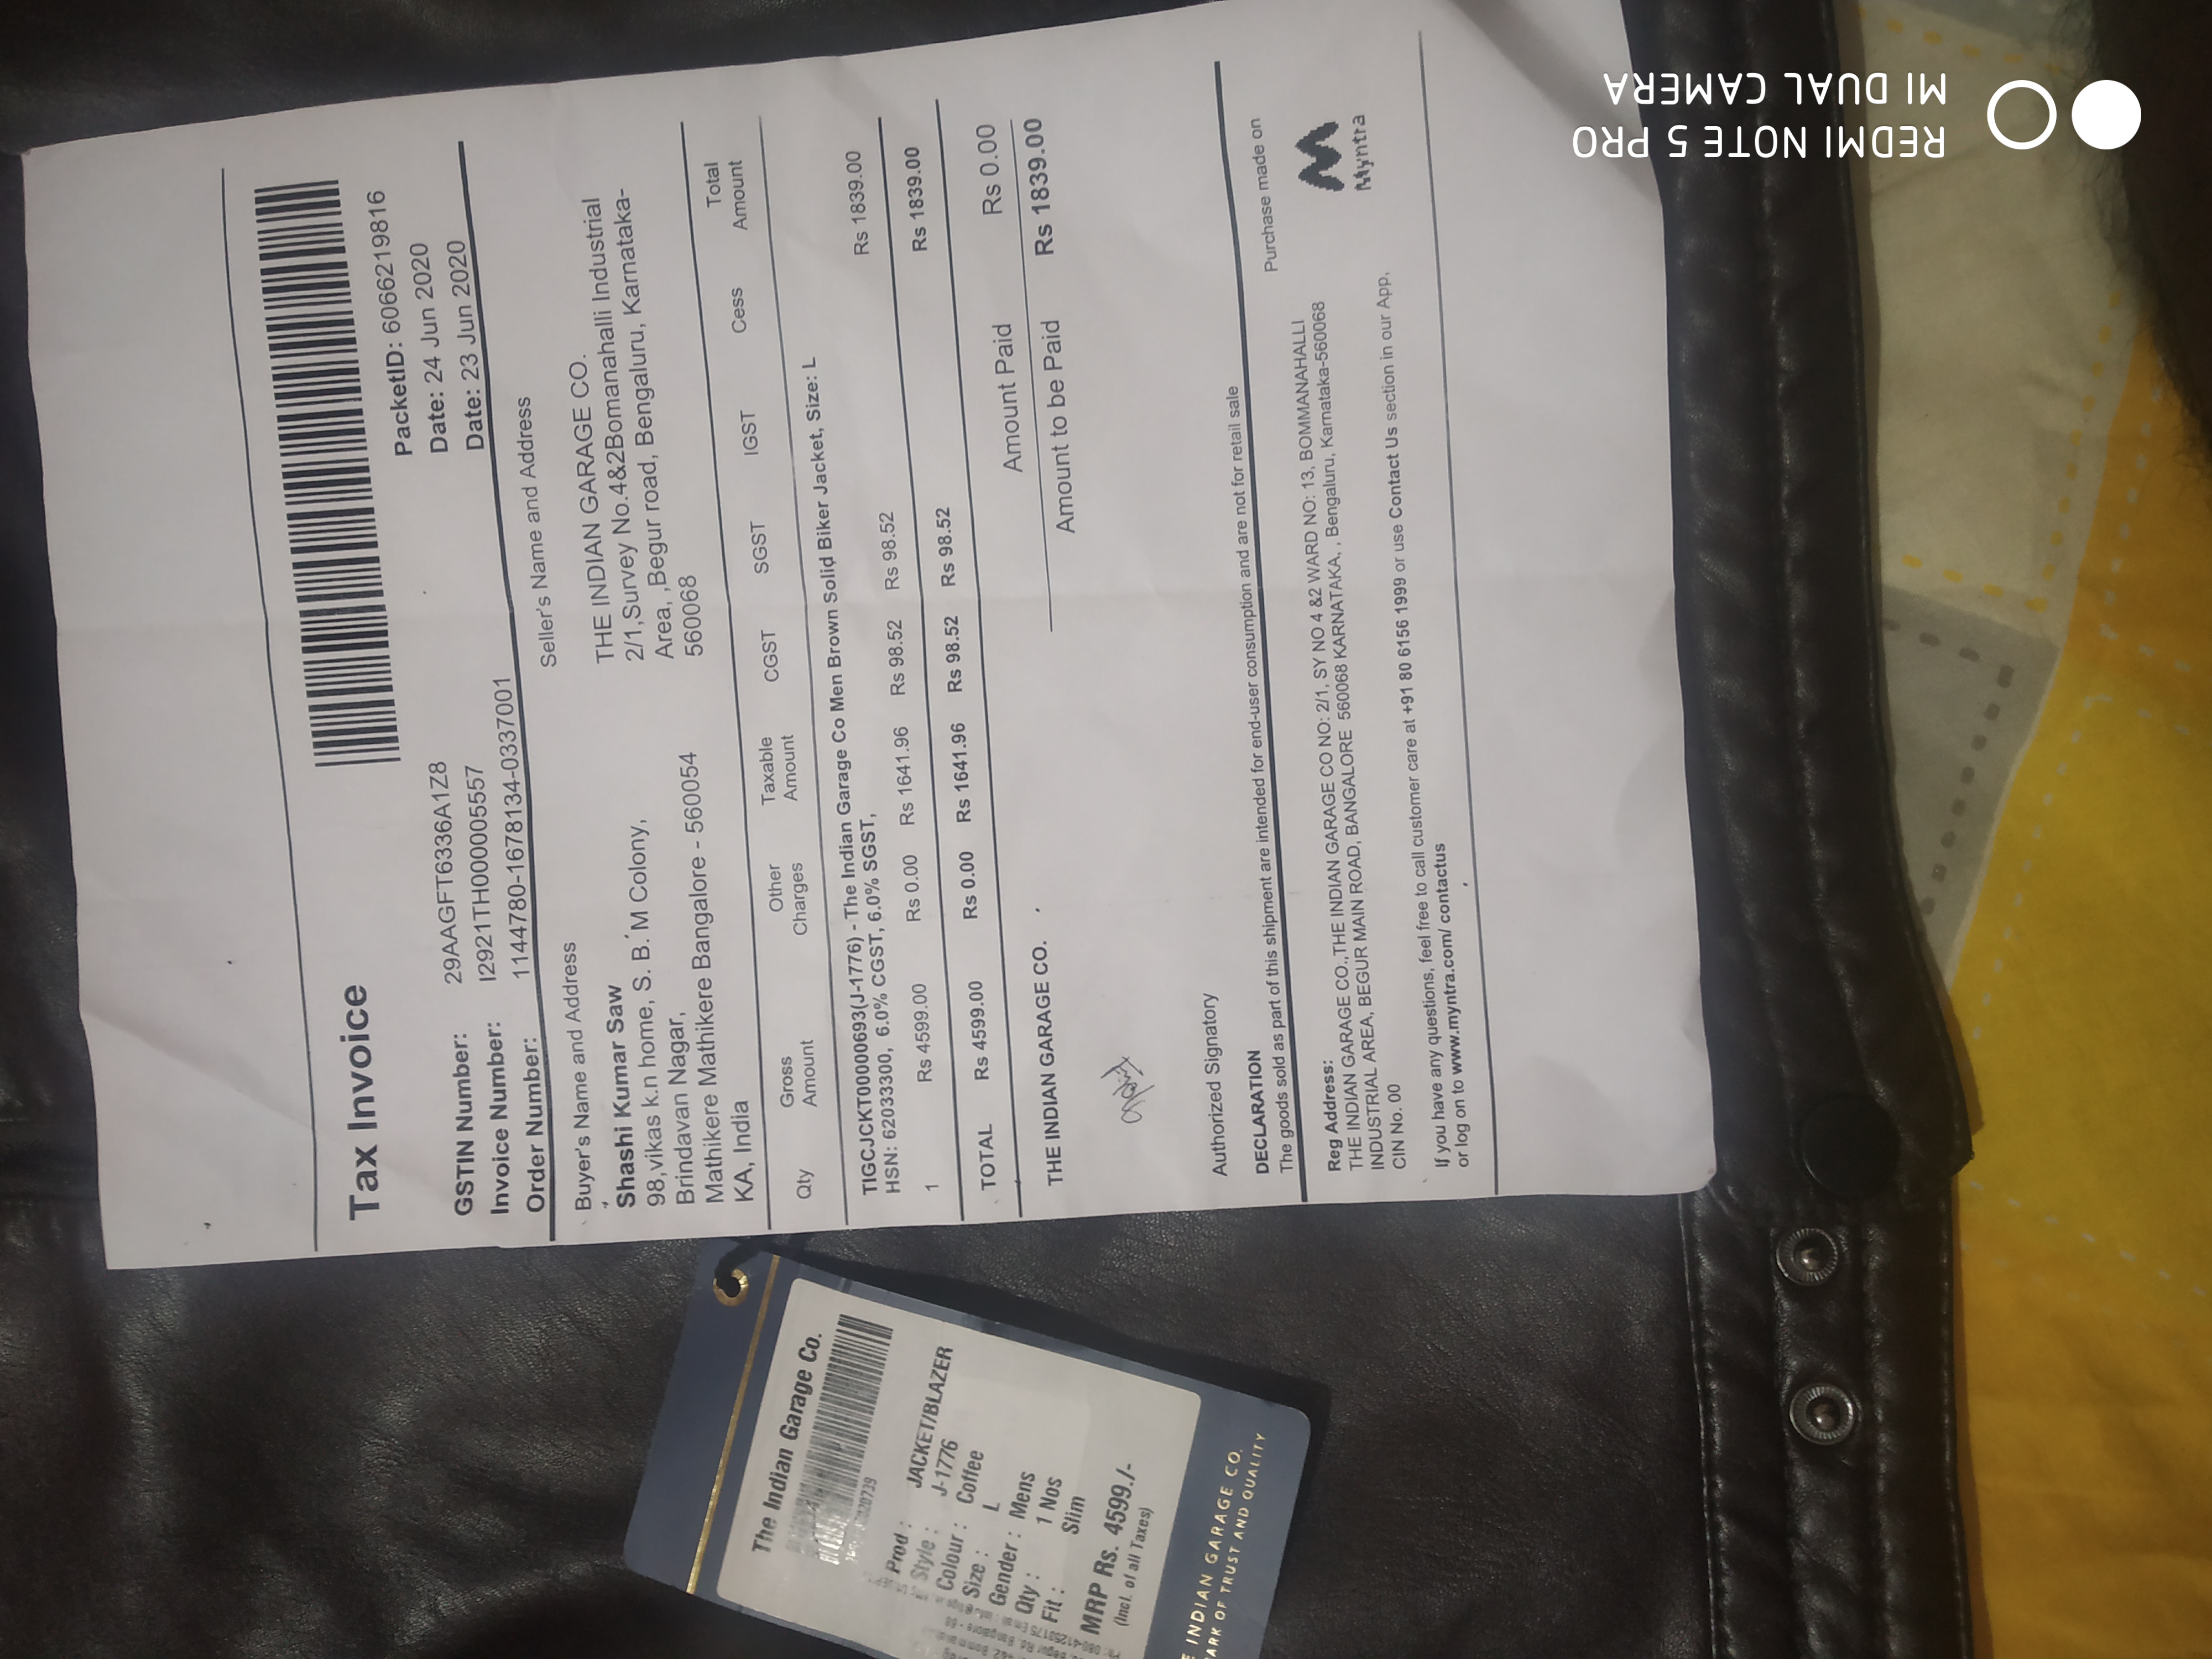 The Indian Garage Co.
Prod : JACKET/BLAZER
Style : J-1776
Colour : Coffee
Size : L
Gender : Mens
Qty : 1 Nos
Fit : Slim
MRP Rs. 4599./-
(Incl. of all Taxes)
Begur Rd, Bangalore - 68
Ph: 080-41253175 Email :
INDIAN GARAGE CO.
ARK OF TRUST AND QUALITY
Tax Invoice
PacketID: 6066219816
GSTIN Number: 29AAGFT6336A1Z8 Date: 24 Jun 2020
Invoice Number: I2921TH000005557 Date: 23 Jun 2020
Order Number: 1144780-1678134-0337001
Buyer's Name and Address Seller's Name and Address
Shashi Kumar Saw
98,vikas k.n home, S. B. M Colony,
Brindavan Nagar,
Mathikere Mathikere Bangalore - 560054
KA, India
THE INDIAN GARAGE CO.
2/1,Survey No.4&2Bomanahalli Industrial
Area, ,Begur road, Bengaluru, Karnataka-
560068
Qty Gross Amount Other Charges Taxable Amount CGST SGST IGST Cess Total Amount
TIGCJCKT00000693(J-1776) - The Indian Garage Co Men Brown Solid Biker Jacket, Size: L
HSN: 62033300, 6.0% CGST, 6.0% SGST,
1 Rs 4599.00 Rs 0.00 Rs 1641.96 Rs 98.52 Rs 98.52 Rs 1839.00
TOTAL Rs 4599.00 Rs 0.00 Rs 1641.96 Rs 98.52 Rs 98.52 Rs 1839.00
Amount Paid Rs 0.00
THE INDIAN GARAGE CO.
Amount to be Paid Rs 1839.00
Authorized Signatory
DECLARATION
The goods sold as part of this shipment are intended for end-user consumption and are not for retail sale
Purchase made on
Myntra
Reg Address:
THE INDIAN GARAGE CO.,THE INDIAN GARAGE CO NO: 2/1, SY NO 4 &2 WARD NO: 13, BOMMANAHALLI
INDUSTRIAL AREA, BEGUR MAIN ROAD, BANGALORE 560068 KARNATAKA, , Bengaluru, Karnataka-560068
CIN No. 00
If you have any questions, feel free to call customer care at +91 80 6156 1999 or use Contact Us section in our App,
or log on to www.myntra.com/ contactus
REDMI NOTE 5 PRO
MI DUAL CAMERA